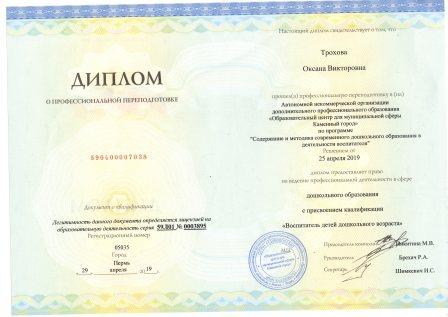 ДИПЛОМ
О ПРОФЕССИОНАЛЬНОЙ ПЕРЕПОДГОТОВКЕ
590400007038
Документ о квалификации
Легитимность данного документа определяется лицензией на
образовательную деятельность серия 59Л01 № 0003895
Регистрационный номер
05035
Город
Пермь
29 апреля 19 г.
Настоящий диплом свидетельствует о том, что
Трохова
Оксана Викторовна
прошел(а) профессиональную переподготовку в (на)
Автономной некоммерческой организации
дополнительного профессионального образования
«Образовательный центр для муниципальной сферы
Каменный город»
по программе
"Содержание и методика современного дошкольного образования в
деятельности воспитателя"
Решением от
25 апреля 2019
диплом предоставляет право
на ведение профессиональной деятельности в сфере
дошкольного образования
с присвоением квалификации
«Воспитатель детей дошкольного возраста»
Председатель комиссии М.В.
Руководитель Брехач Р.А.
Секретарь Шимкевич И.С.